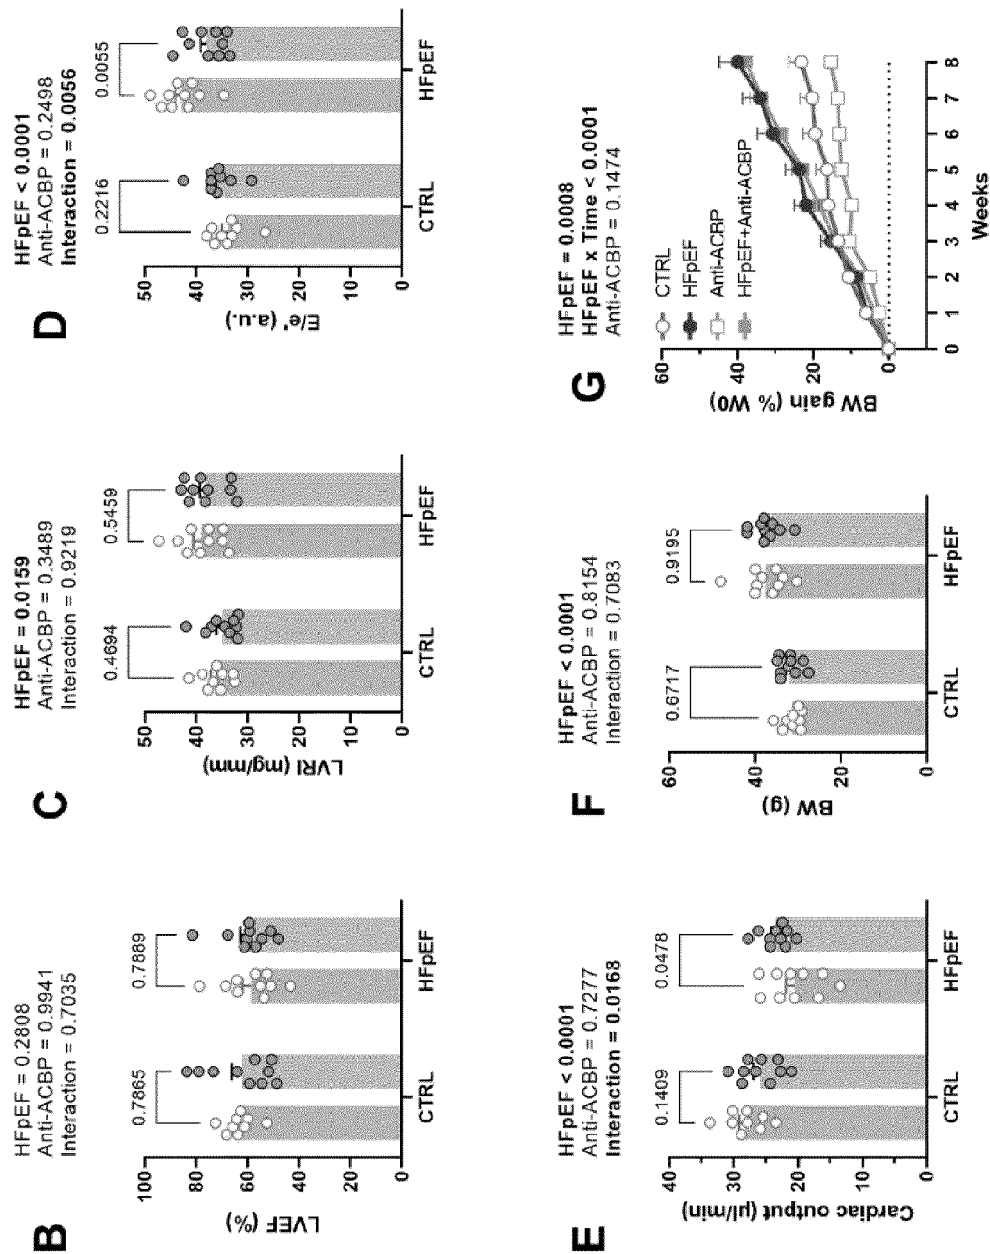 B
HFpEF = 0.2808
Anti-ACBP = 0.9941
Interaction = 0.7035
LVEF (%)
100
80
60
40
20
0
0.7865
0.7889
CTRL
HFpEF
C
HFpEF = 0.0159
Anti-ACBP = 0.3489
Interaction = 0.9219
LVRI (mg/mm)
50
40
30
20
10
0
0.4694
0.5459
CTRL
HFpEF
D
HFpEF < 0.0001
Anti-ACBP = 0.2498
Interaction = 0.0056
E/e' (a.u.)
50
40
30
20
10
0
0.2216
0.0055
CTRL
HFpEF
E
HFpEF < 0.0001
Anti-ACBP = 0.7277
Interaction = 0.0168
Cardiac output (µl/min)
40
30
20
10
0
0.1409
0.0478
CTRL
HFpEF
F
HFpEF < 0.0001
Anti-ACBP = 0.8154
Interaction = 0.7083
BW (g)
60
40
20
0
0.6717
0.9195
CTRL
HFpEF
G
HFpEF = 0.0008
HFpEF x Time < 0.0001
Anti-ACBP = 0.1474
CTRL
HFpEF
Anti-ACBP
HFpEF+Anti-ACBP
BW gain (% W0)
60
40
20
0
0 1 2 3 4 5 6 7 8
Weeks